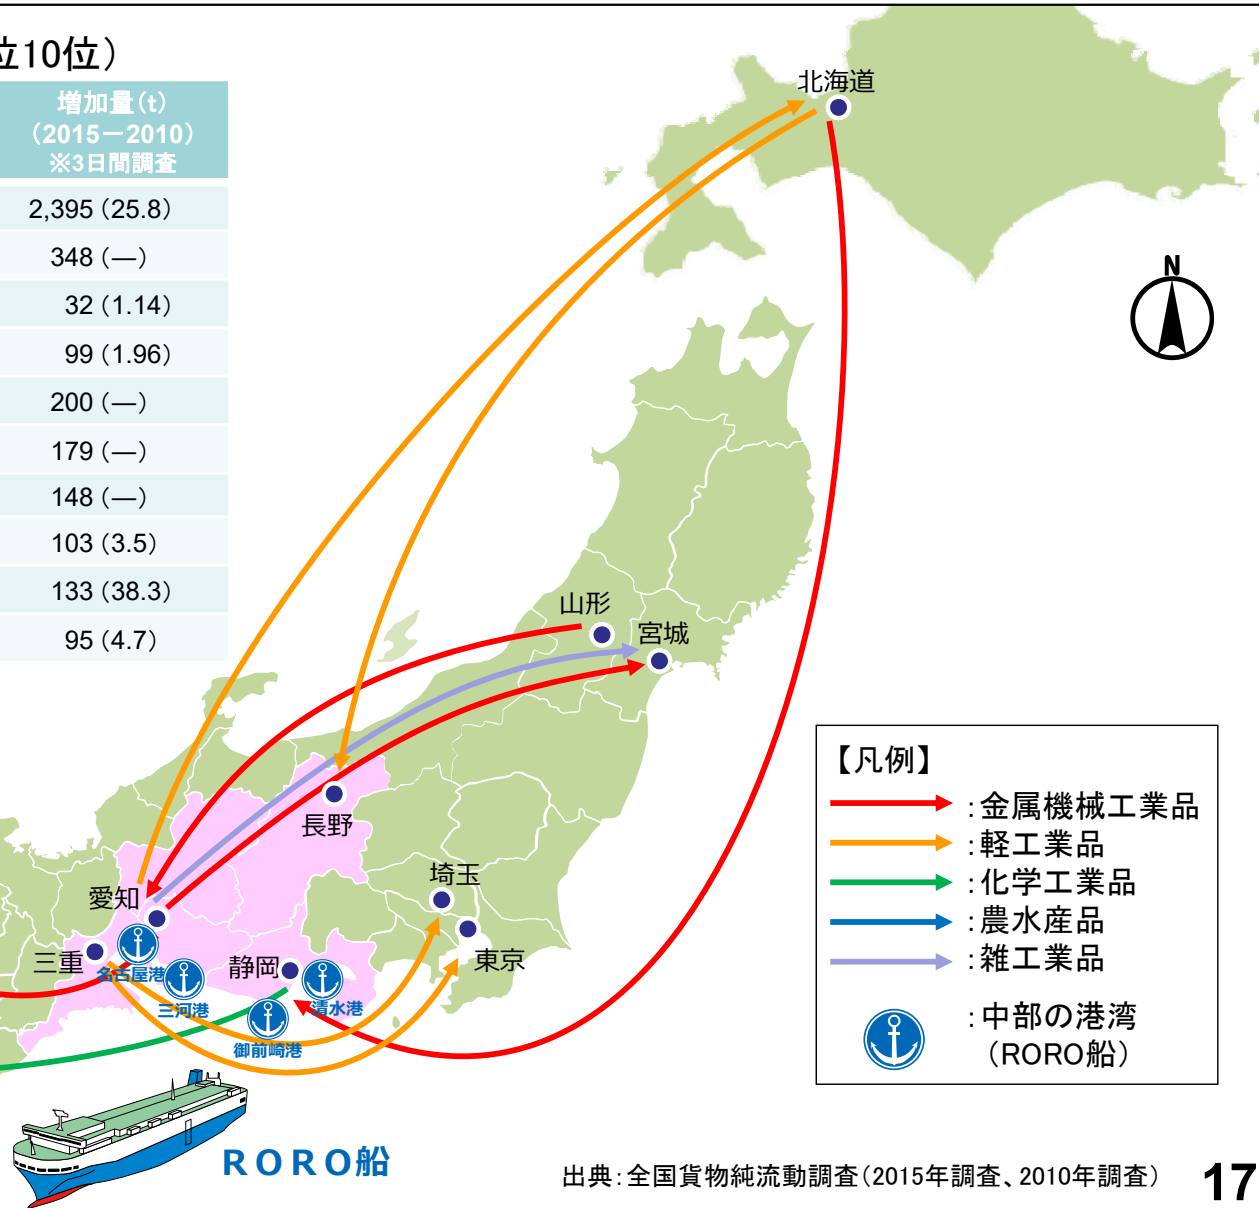 位10位）
増加量（t）
（2015－2010）
※3日間調査
2,395（25.8）
348（―）
32（1.14）
99（1.96）
200（―）
179（―）
148（―）
103（3.5）
133（38.3）
95（4.7）
北海道
N
山形
宮城
長野
埼玉
東京
愛知
三重
静岡
名古屋港
三河港
清水港
御前崎港
【凡例】
：金属機械工業品
：軽工業品
：化学工業品
：農水産品
：雑工業品
：中部の港湾
（RORO船）
ＲＯＲＯ船
出典：全国貨物純流動調査（2015年調査、2010年調査）
17